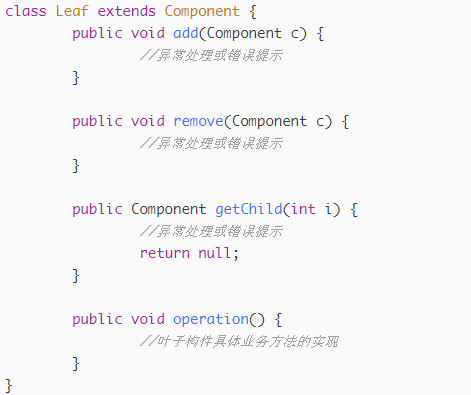 class Leaf extends Component {
public void add(Component c) {
//异常处理或错误提示
}
public void remove(Component c) {
//异常处理或错误提示
}
public Component getChild(int i) {
//异常处理或错误提示
return null;
}
public void operation() {
//叶子构件具体业务方法的实现
}
}